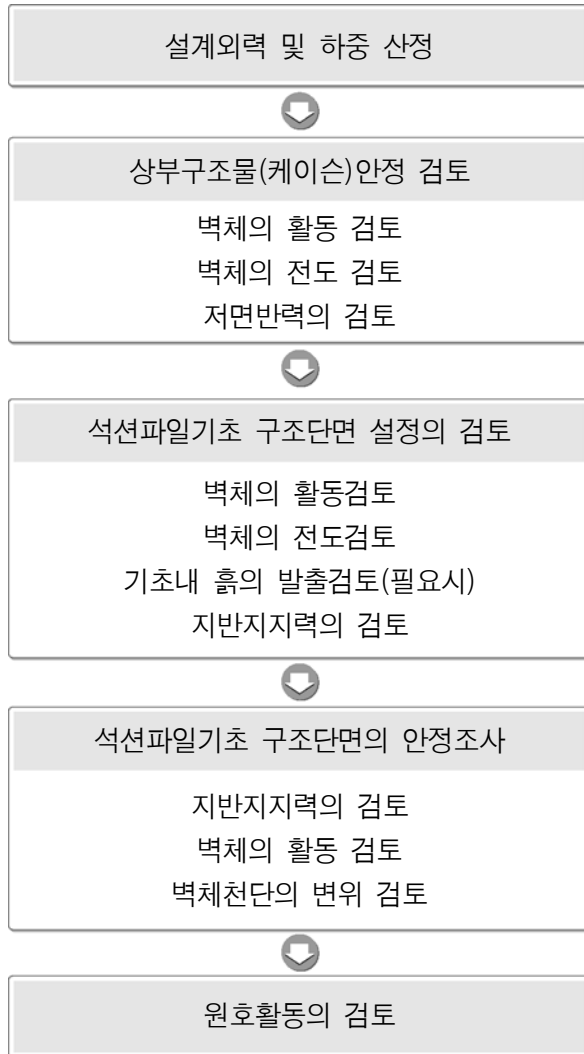 설계외력 및 하중 산정
상부구조물(케이슨)안정 검토
벽체의 활동 검토
벽체의 전도 검토
저면반력의 검토
석션파일기초 구조단면 설정의 검토
벽체의 활동검토
벽체의 전도검토
기초내 흙의 발출검토(필요시)
지반지지력의 검토
석션파일기초 구조단면의 안정조사
지반지지력의 검토
벽체의 활동 검토
벽체천단의 변위 검토
원호활동의 검토